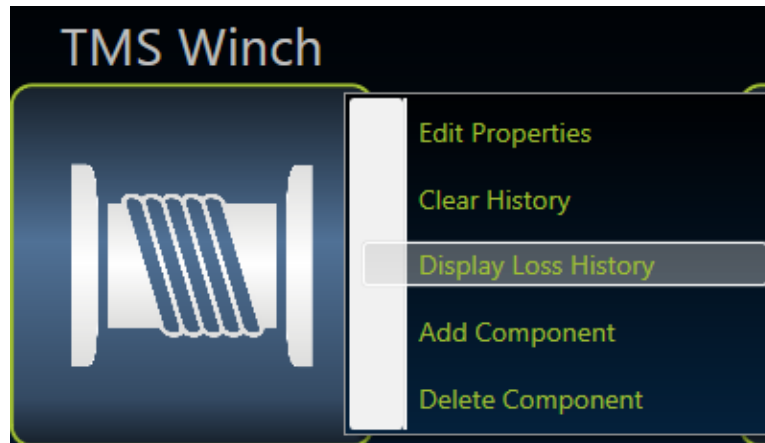 TMS Winch
Edit Properties
Clear History
Display Loss History
Add Component
Delete Component